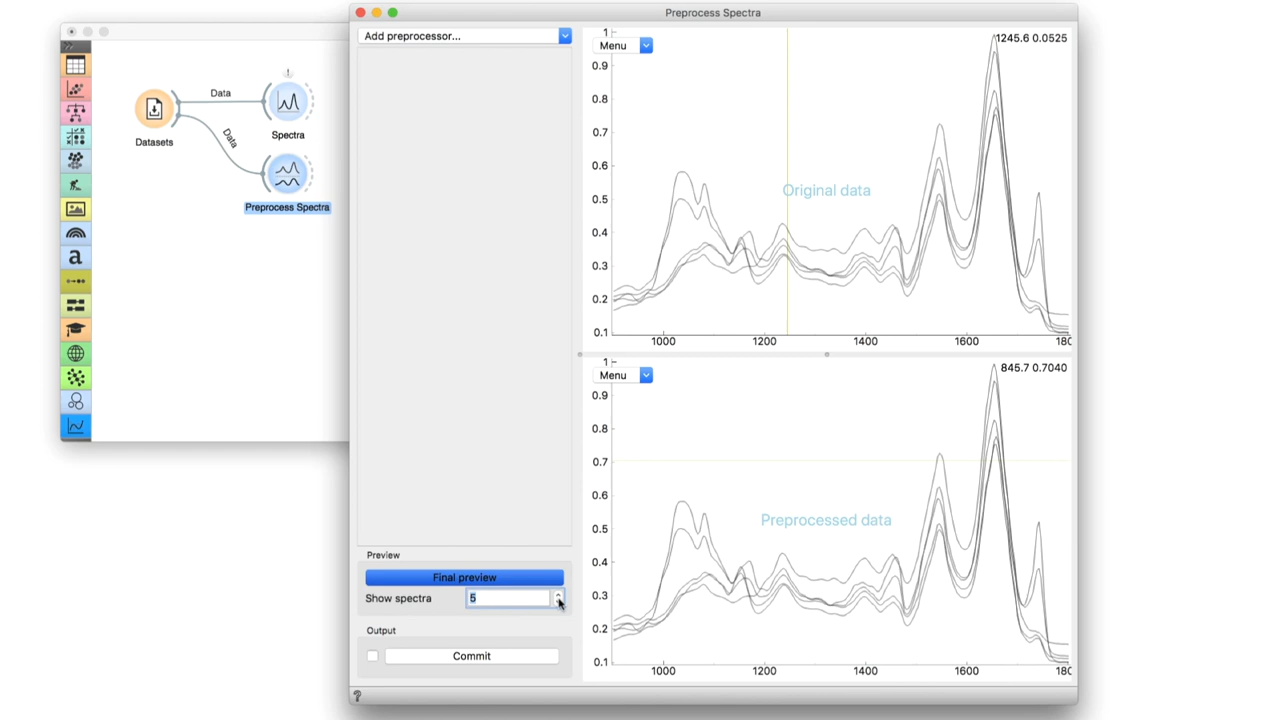 Preprocess Spectra
Add preprocessor...
Menu
1245.6 0.0525
1
0.9
0.8
0.7
0.6
0.5
0.4
0.3
0.2
0.1
Original data
1000
1200
1400
1600
180
Data
Data
Datasets
Spectra
Preprocess Spectra
a
Menu
845.7 0.7040
1
0.9
0.8
0.7
0.6
0.5
0.4
0.3
0.2
0.1
Preprocessed data
1000
1200
1400
1600
180
Preview
Final preview
Show spectra
5
Output
Commit
?